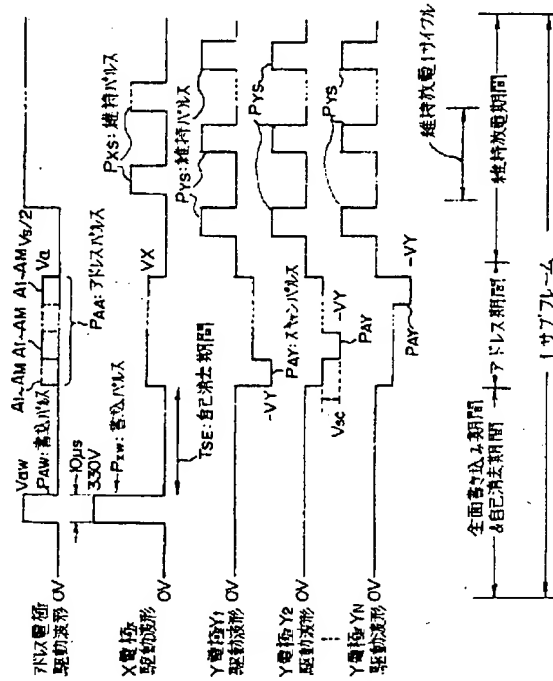 アドレス電極
駆動波形
0V
Vaw
PAW:書込パルス
A1~AM A1~AM A1~AM
Va
Vs/2
PAA:アドレスパルス
~10μs
330V
PXW:書込パルス
X電極
駆動波形
0V
VX
PXS:維持パルス
TSE:自己消去期間
Y電極Y1
駆動波形
0V
-VY
PAY:スキャンパルス
PYS:維持パルス
Y電極Y2
駆動波形
0V
Vsc
-VY
PAY
PYS
Y電極YN
駆動波形
0V
PAY
-VY
PYS
維持放電1サイクル
全面書き込み期間
&自己消去期間
アドレス期間
維持放電期間
1サブフレーム